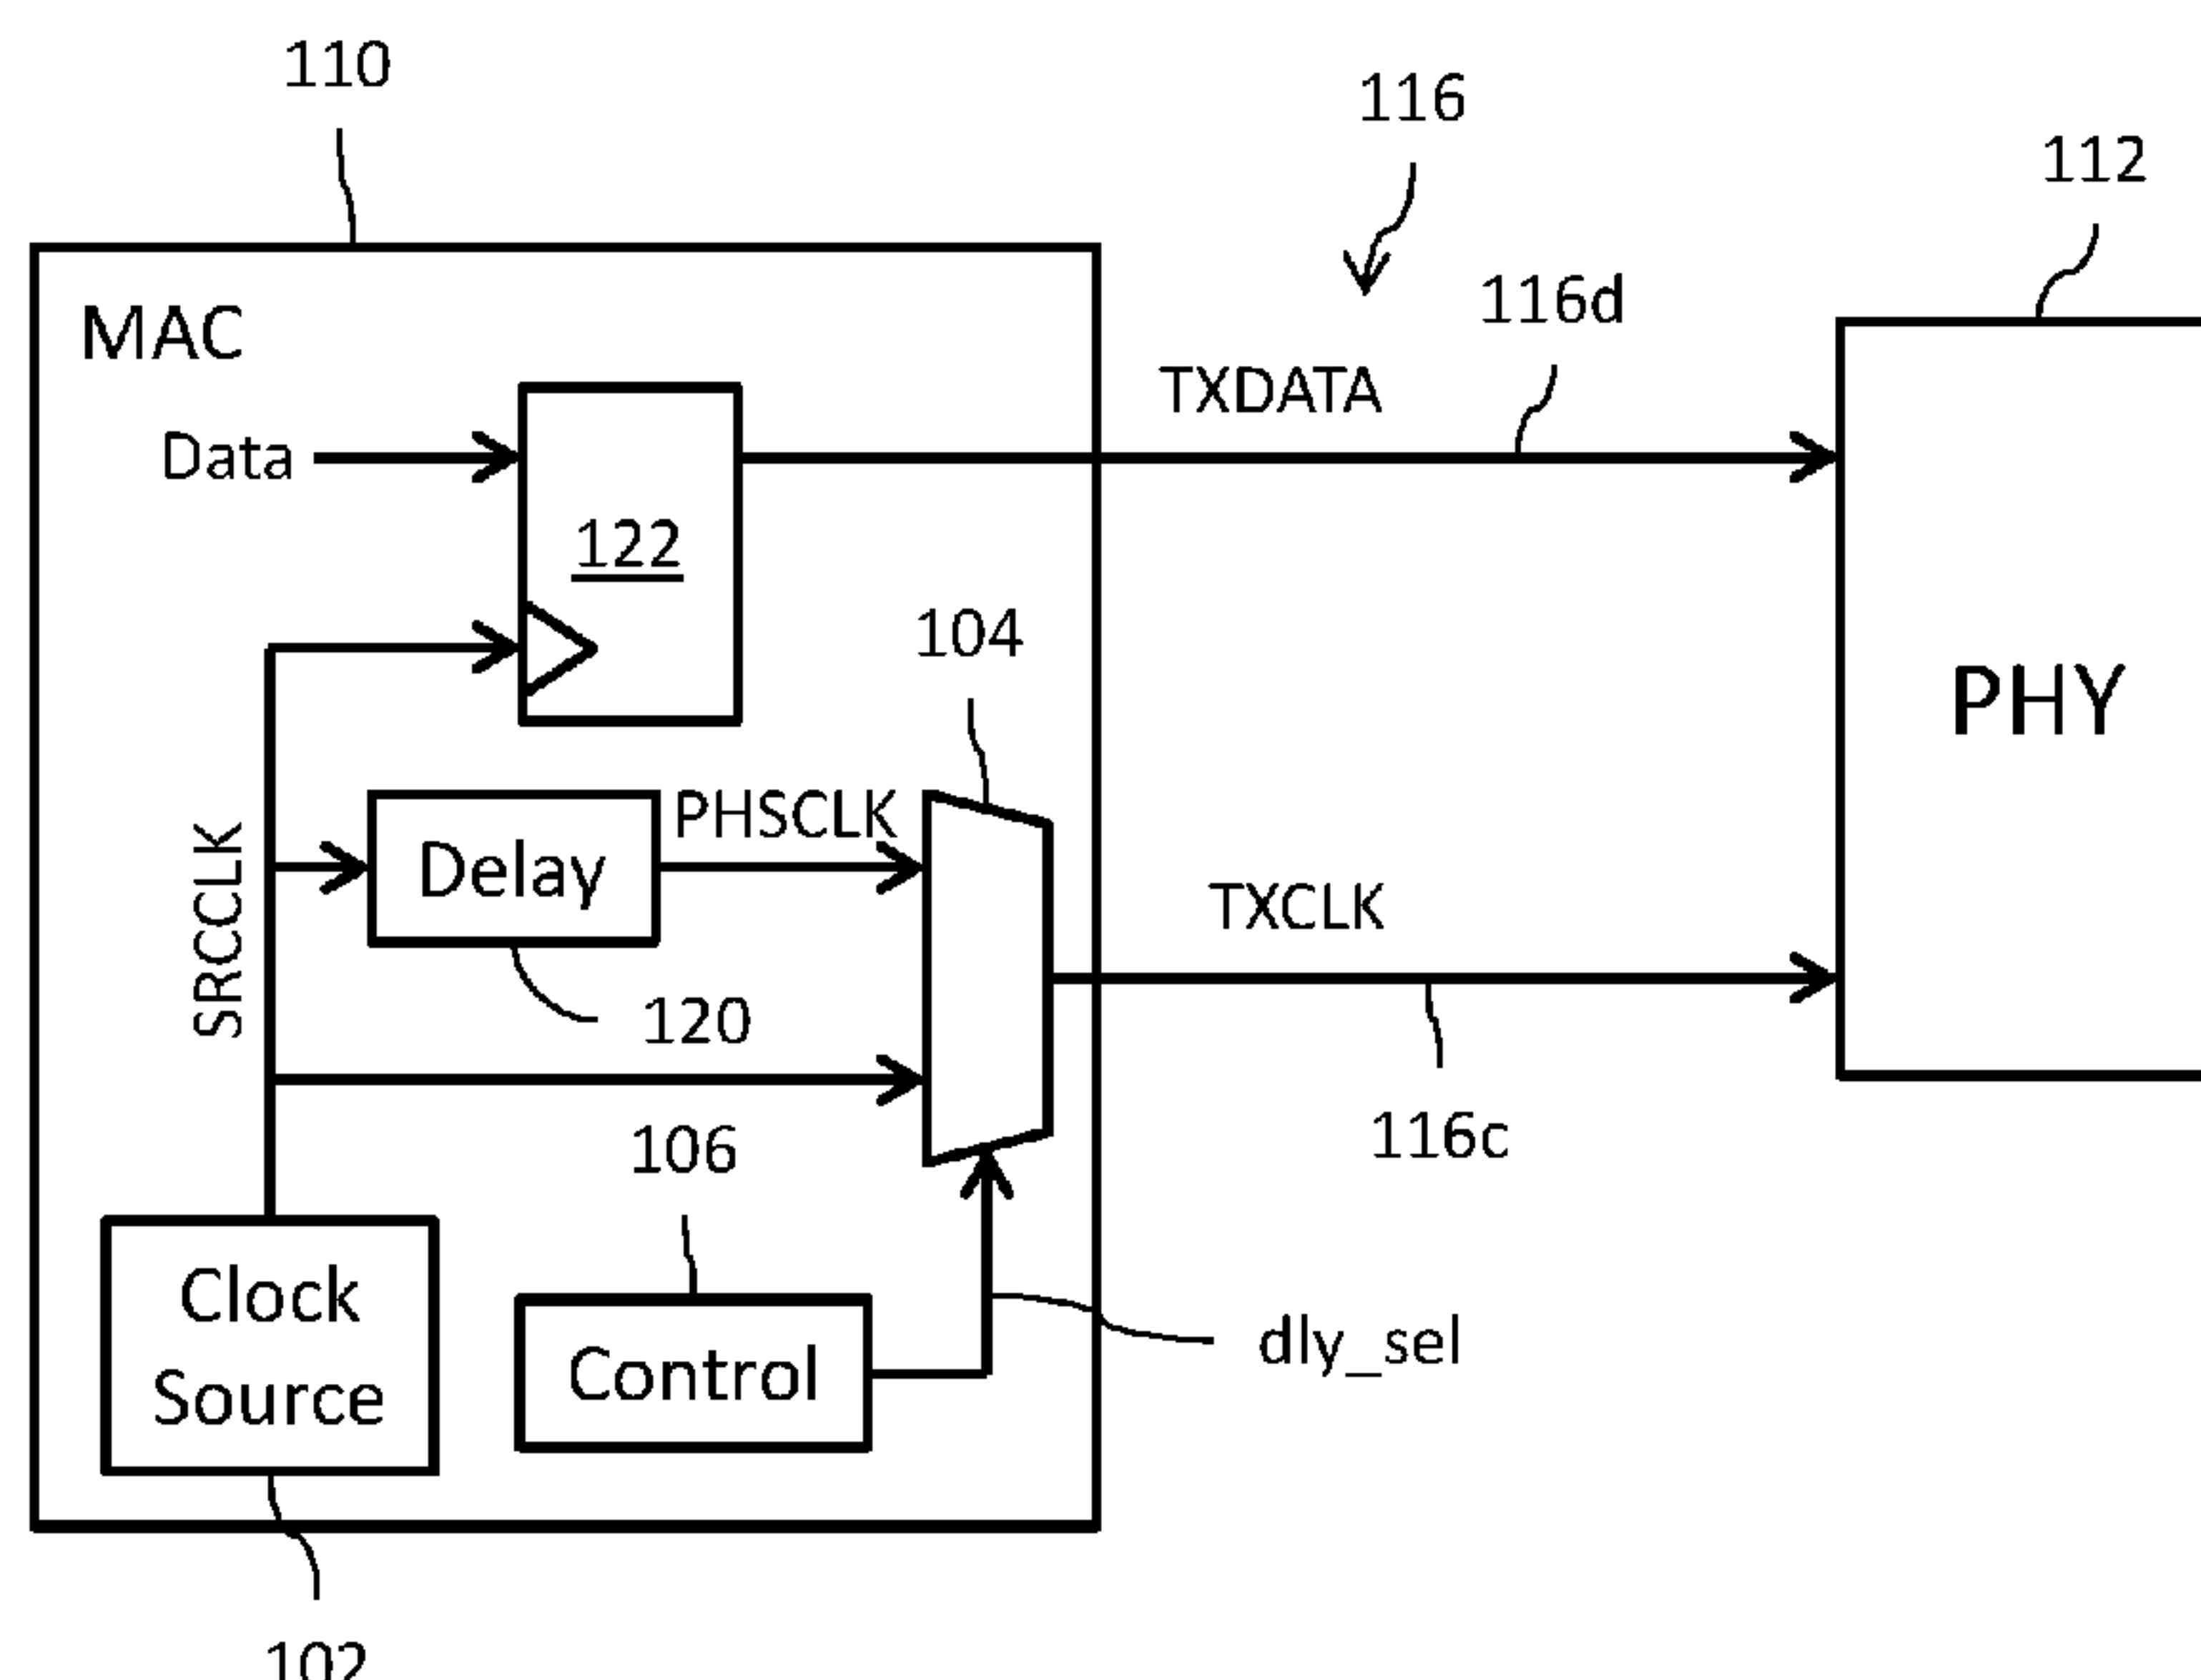 110
116
112
116d
MAC
TXDATA
Data
122
104
PHY
PHSCLK
Delay
SRCCLK
TXCLK
120
106
116c
Clock
Source
Control
dly_sel
102